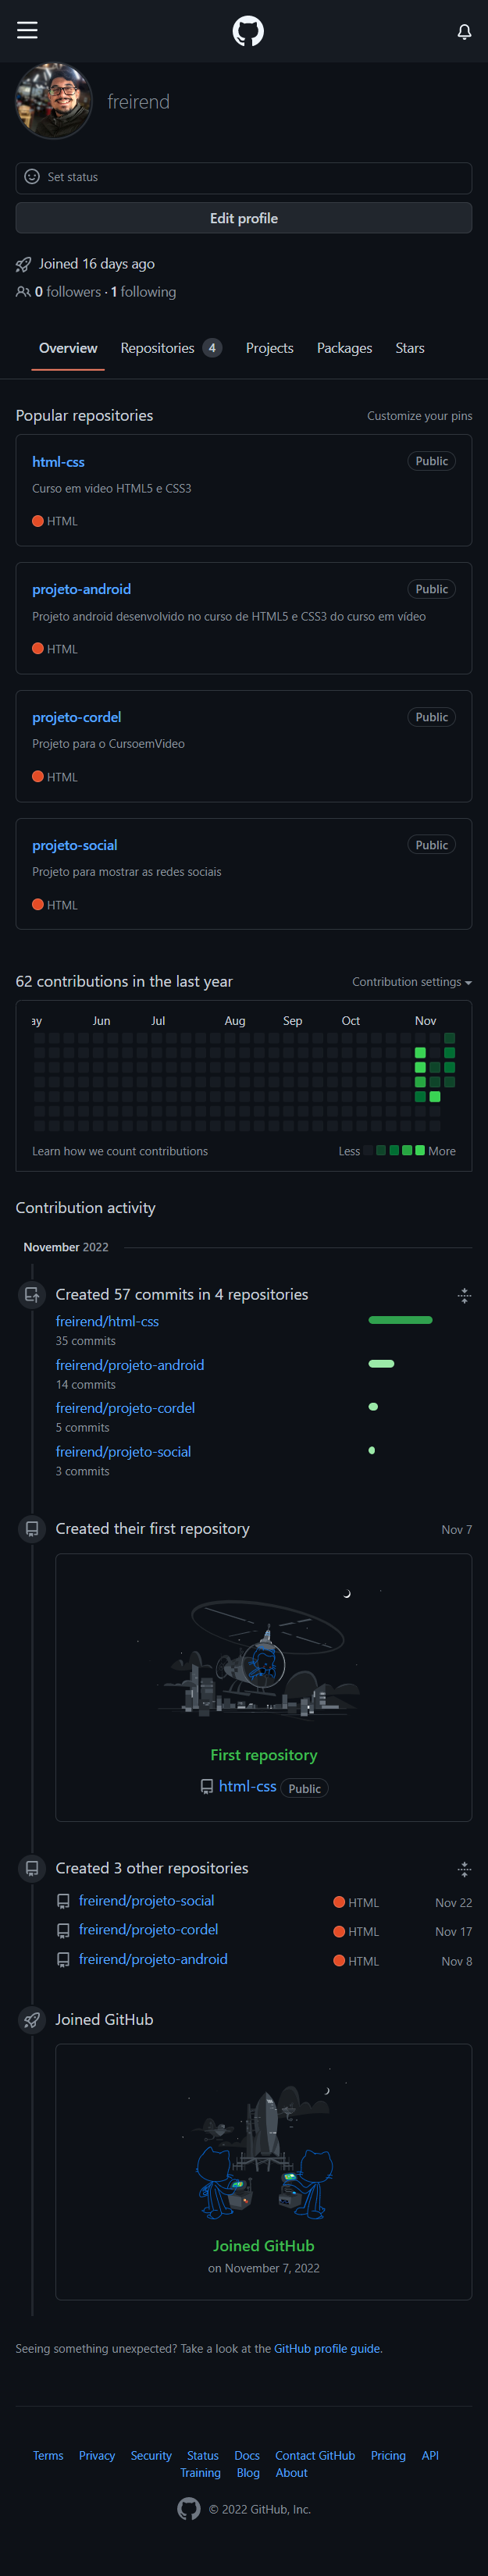 freirend
Set status
Edit profile
Joined 16 days ago
0 followers · 1 following
Overview Repositories 4 Projects Packages Stars
Popular repositories Customize your pins
html-css Public
Curso em video HTML5 e CSS3
HTML
projeto-android Public
Projeto android desenvolvido no curso de HTML5 e CSS3 do curso em vídeo
HTML
projeto-cordel Public
Projeto para o CursoemVideo
HTML
projeto-social Public
Projeto para mostrar as redes sociais
HTML
62 contributions in the last year Contribution settings
ay Jun Jul Aug Sep Oct Nov
Learn how we count contributions Less More
Contribution activity
November 2022
Created 57 commits in 4 repositories
freirend/html-css
35 commits
freirend/projeto-android
14 commits
freirend/projeto-cordel
5 commits
freirend/projeto-social
3 commits
Created their first repository Nov 7
First repository
html-css Public
Created 3 other repositories
freirend/projeto-social HTML Nov 22
freirend/projeto-cordel HTML Nov 17
freirend/projeto-android HTML Nov 8
Joined GitHub
Joined GitHub
on November 7, 2022
Seeing something unexpected? Take a look at the GitHub profile guide.
Terms Privacy Security Status Docs Contact GitHub Pricing API
Training Blog About
© 2022 GitHub, Inc.